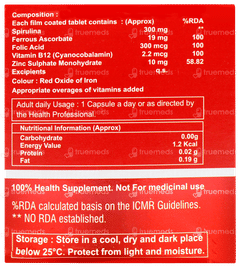 Composition :
Each film coated tablet contains : (Approx) %RDA
Spirulina 300 mg **
Ferrous Ascorbate 19 mg 100
Folic Acid 300 mcg 100
Vitamin B12 (Cyanocobalamin) 2.2 mcg 100
Zinc Sulphate Monohydrate 10 mg 58.82
Excipients q.s.
Colour : Red Oxide of Iron
Appropriate overages of vitamins added
Adult daily Usage : 1 Capsule a day or as directed by
the Health Professional.
Nutritional Information (Approx)
Carbohydrate 0.00g
Energy Value 1.2 Kcal
Protein 0.02 g
Fat 0.19 g
100% Health Supplement. Not For medicinal use
%RDA calculated basis on the ICMR Guidelines.
** NO RDA established.
Storage : Store in a cool, dry and dark place
below 25°C. Protect from light and moisture.